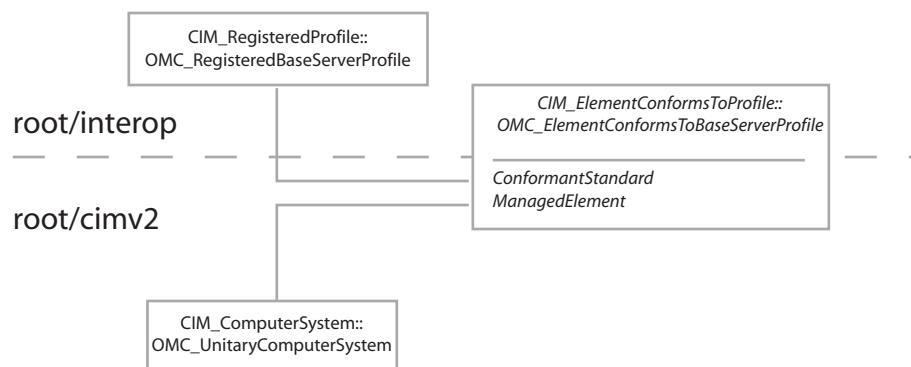 CIM_RegisteredProfile::
OMC_RegisteredBaseServerProfile
CIM_ElementConformsToProfile::
OMC_ElementConformsToBaseServerProfile
root/interop
ConformantStandard
ManagedElement
root/cimv2
CIM_ComputerSystem::
OMC_UnitaryComputerSystem